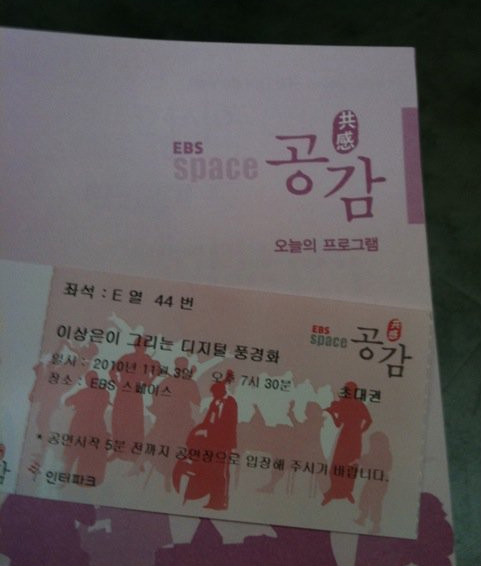 共感
EBS
space 공감
오늘의 프로그램
좌석 : E 열 44 번
EBS
space 공감
共感
이상은이 그리는 디지털 풍경화
일시 : 2010년 11월 3일 오후 7시 30분
장소 : EBS 스페이스
초대권
* 공연시작 5분 전까지 공연장으로 입장해 주시기 바랍니다.
인터파크
감